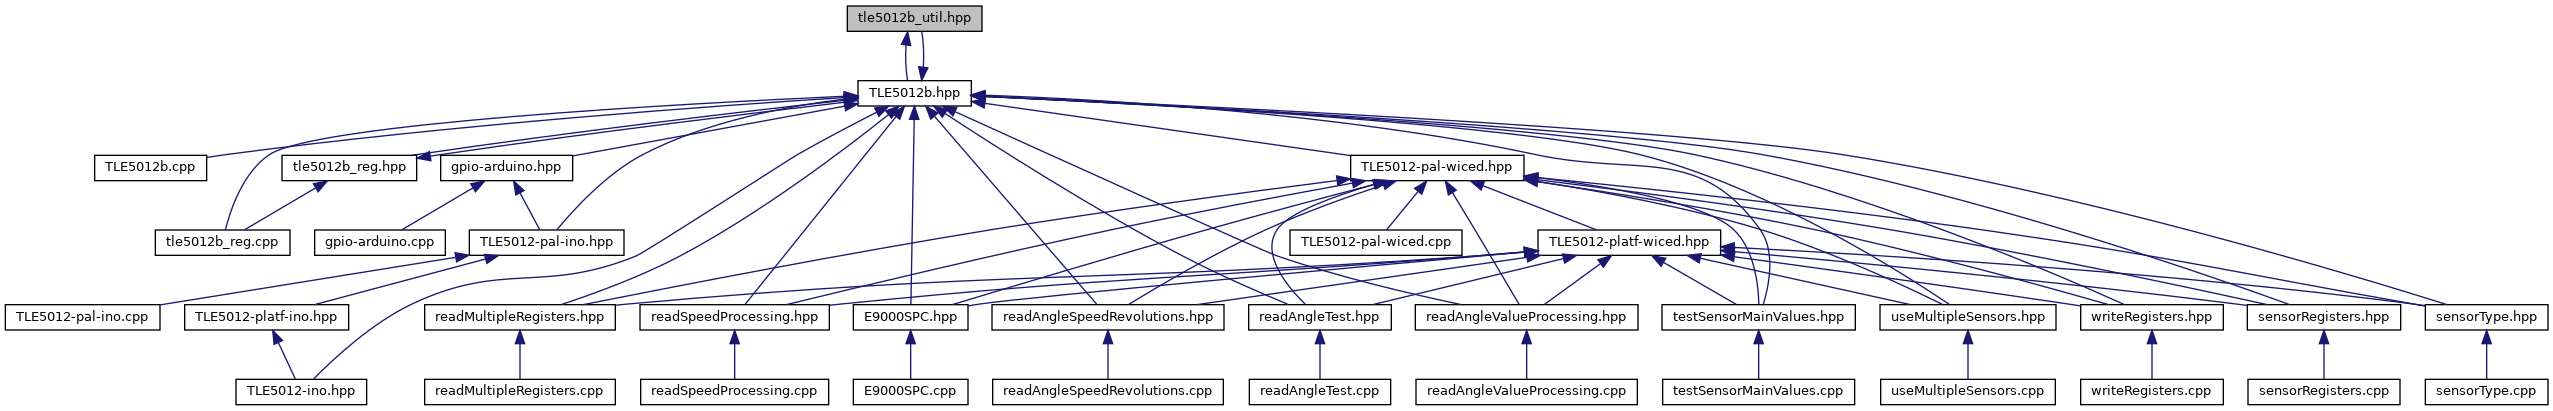 tle5012b_util.hpp
TLE5012b.hpp
TLE5012b.cpp
tle5012b_reg.hpp
gpio-arduino.hpp
TLE5012-pal-wiced.hpp
tle5012b_reg.cpp
gpio-arduino.cpp
TLE5012-pal-ino.hpp
TLE5012-pal-wiced.cpp
TLE5012-platf-wiced.hpp
TLE5012-pal-ino.cpp
TLE5012-platf-ino.hpp
readMultipleRegisters.hpp
readSpeedProcessing.hpp
E9000SPC.hpp
readAngleSpeedRevolutions.hpp
readAngleTest.hpp
readAngleValueProcessing.hpp
testSensorMainValues.hpp
useMultipleSensors.hpp
writeRegisters.hpp
sensorRegisters.hpp
sensorType.hpp
TLE5012-ino.hpp
readMultipleRegisters.cpp
readSpeedProcessing.cpp
E9000SPC.cpp
readAngleSpeedRevolutions.cpp
readAngleTest.cpp
readAngleValueProcessing.cpp
testSensorMainValues.cpp
useMultipleSensors.cpp
writeRegisters.cpp
sensorRegisters.cpp
sensorType.cpp